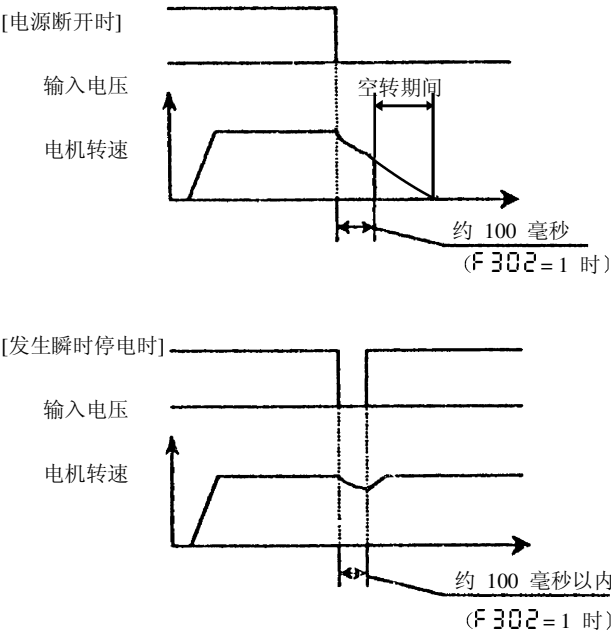 [电源断开时]
输入电压
空转期间
电机转速
约 100 毫秒
(F302=1 时)
[发生瞬时停电时]
输入电压
电机转速
约 100 毫秒以内
(F302=1 时)